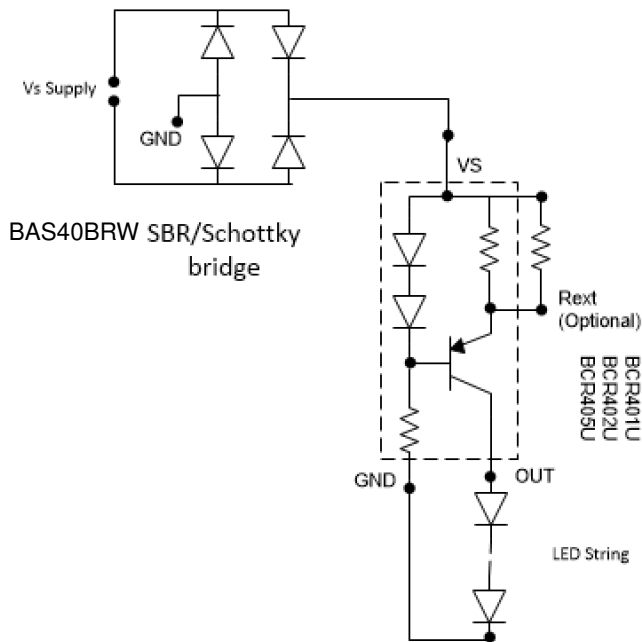 Vs Supply
GND
VS
BAS40BRW SBR/Schottky
bridge
Rext
(Optional)
BCR401U
BCR402U
BCR405U
GND
OUT
LED String